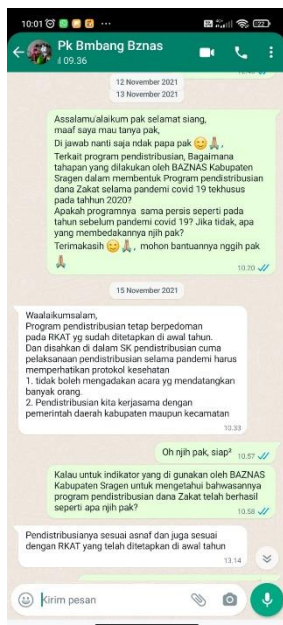 10:01
Pk Bmbang Bznas
09.36
12 November 2021
13 November 2021
Assalamu'alaikum pak selamat siang,
maaf saya mau tanya pak,
Di jawab nanti saja ndak papa pak 😊🙏,
Terkait program pendistribusian, Bagaimana
tahapan yang dilakukan oleh BAZNAS Kabupaten
Sragen dalam membentuk Program pendistribusian
dana Zakat selama pandemi covid 19 tekhusus
pada tahhun 2020?
Apakah programnya sama persis seperti pada
tahun sebelum pandemi covid 19? Jika tidak, apa
yang membedakannya njih pak?
Terimakasih 😊🙏, mohon bantuannya nggih pak
🙏
10.20
15 November 2021
Waalaikumsalam,
Program pendistribusian tetap berpedoman
pada RKAT yg sudah ditetapkan di awal tahun.
Dan disahkan di dalam SK pendistribusian cuma
pelaksanaan pendistribusian selama pandemi harus
memperhatikan protokol kesehatan
1. tidak boleh mengadakan acara yg mendatangkan
banyak orang.
2. Pendistribusian kita kerjasama dengan
pemerintah daerah kabupaten maupun kecamatan
10.33
Oh njih pak, siap²
10.57
Kalau untuk indikator yang di gunakan oleh BAZNAS
Kabupaten Sragen untuk mengetahui bahwasannya
program pendistribusian dana Zakat telah berhasil
seperti apa njih pak?
10.58
Pendistribusianya sesuai asnaf dan juga sesuai
dengan RKAT yang telah ditetapkan di awal tahun
13.14
Kirim pesan